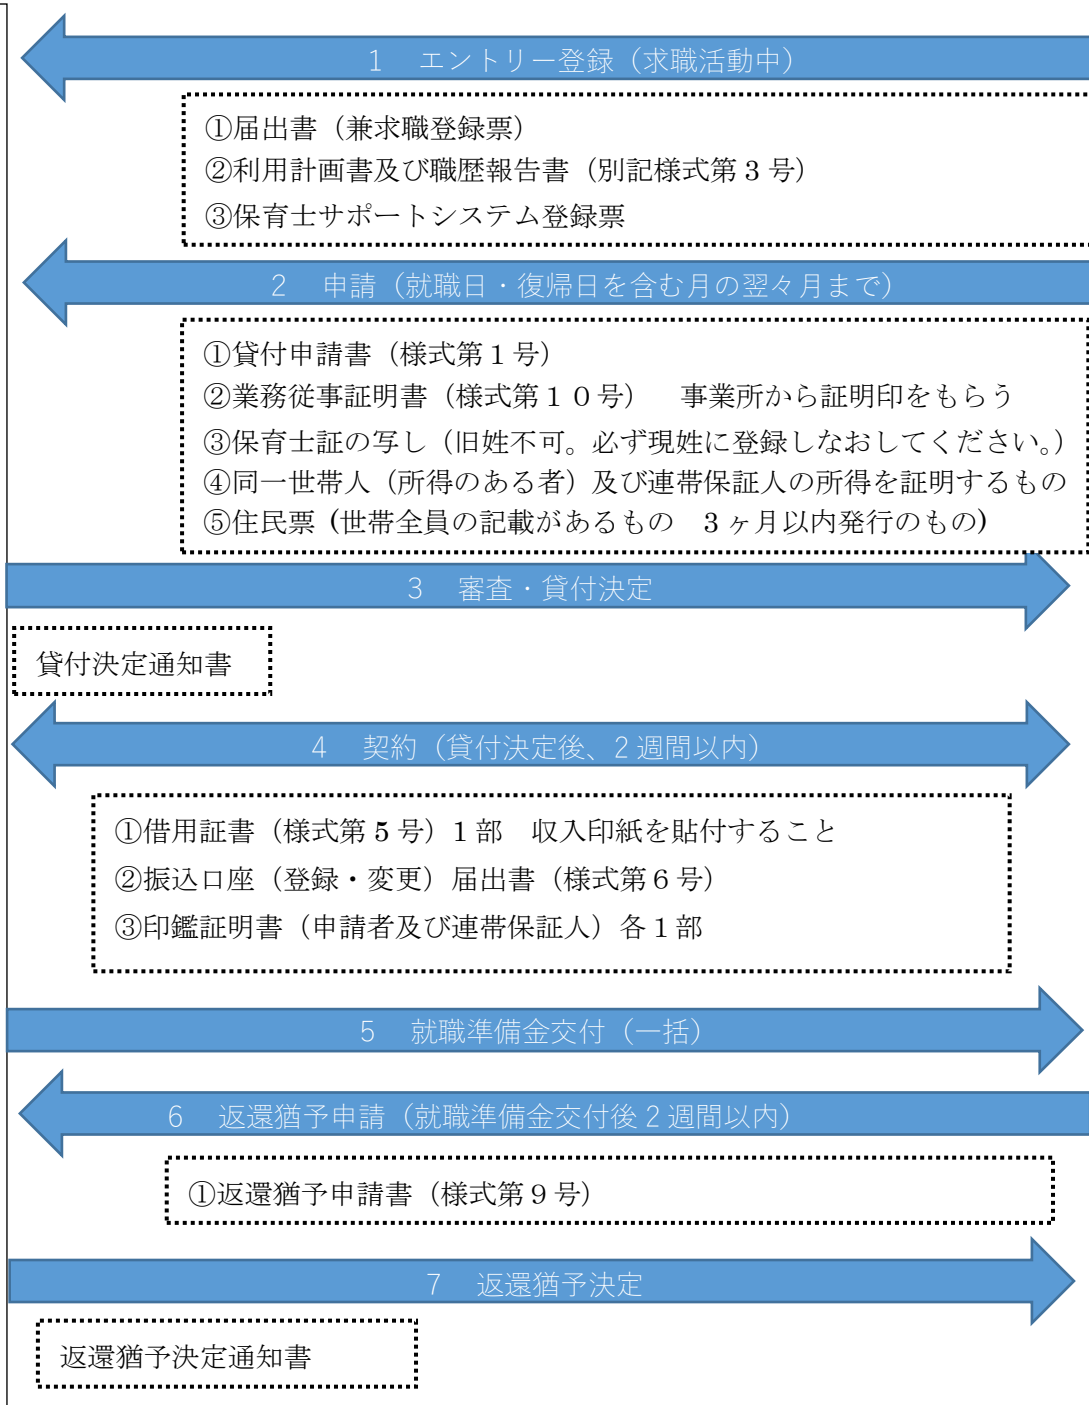 1　エントリー登録（求職活動中）
①届出書（兼求職登録票）
②利用計画書及び職歴報告書（別記様式第３号）
③保育士サポートシステム登録票
2　申請（就職日・復帰日を含む月の翌々月まで）
①貸付申請書（様式第１号）
②業務従事証明書（様式第１０号）　事業所から証明印をもらう
③保育士証の写し（旧姓不可。必ず現姓に登録しなおしてください。）
④同一世帯人（所得のある者）及び連帯保証人の所得を証明するもの
⑤住民票 (世帯全員の記載があるもの　３ヶ月以内発行のもの)
3　審査・貸付決定
貸付決定通知書
4　契約（貸付決定後、2週間以内）
①借用証書（様式第5号）１部　収入印紙を貼付すること
②振込口座（登録・変更）届出書（様式第６号）
③印鑑証明書（申請者及び連帯保証人）各１部
5　就職準備金交付（一括）
6　返還猶予申請（就職準備金交付後2週間以内）
①返還猶予申請書（様式第９号）
7　返還猶予決定
返還猶予決定通知書